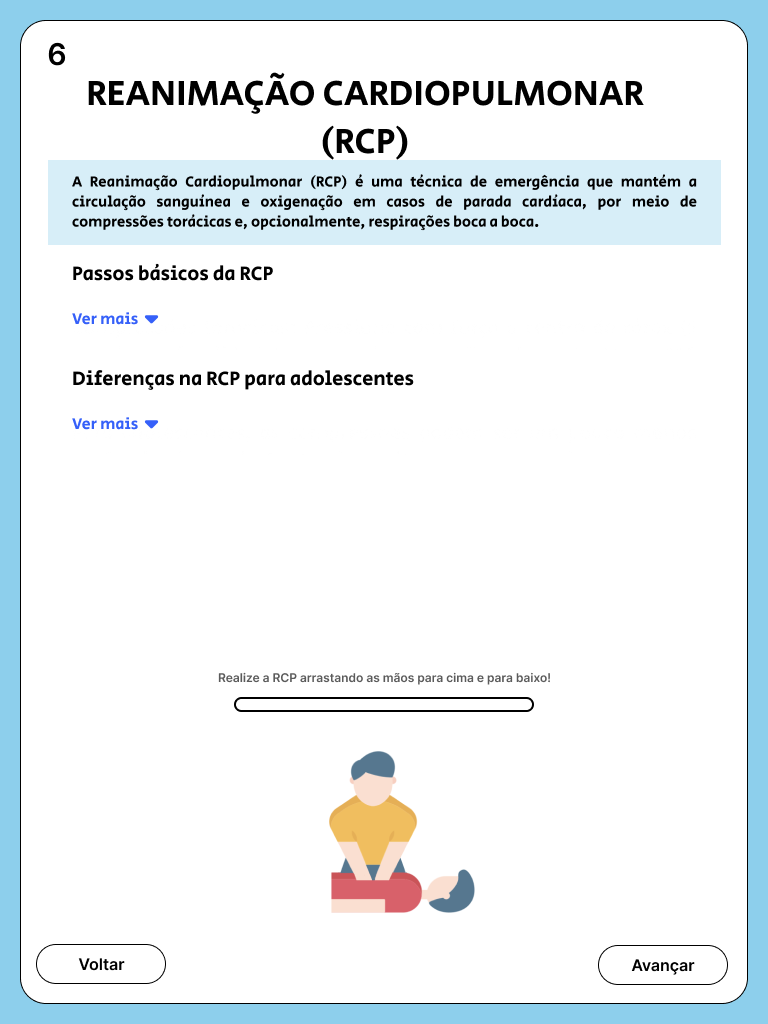 6
REANIMAÇÃO CARDIOPULMONAR
(RCP)
A Reanimação Cardiopulmonar (RCP) é uma técnica de emergência que mantém a
circulação sanguínea e oxigenação em casos de parada cardíaca, por meio de
compressões torácicas e, opcionalmente, respirações boca a boca.
Passos básicos da RCP
Ver mais
Diferenças na RCP para adolescentes
Ver mais
Realize a RCP arrastando as mãos para cima e para baixo!
Voltar
Avançar